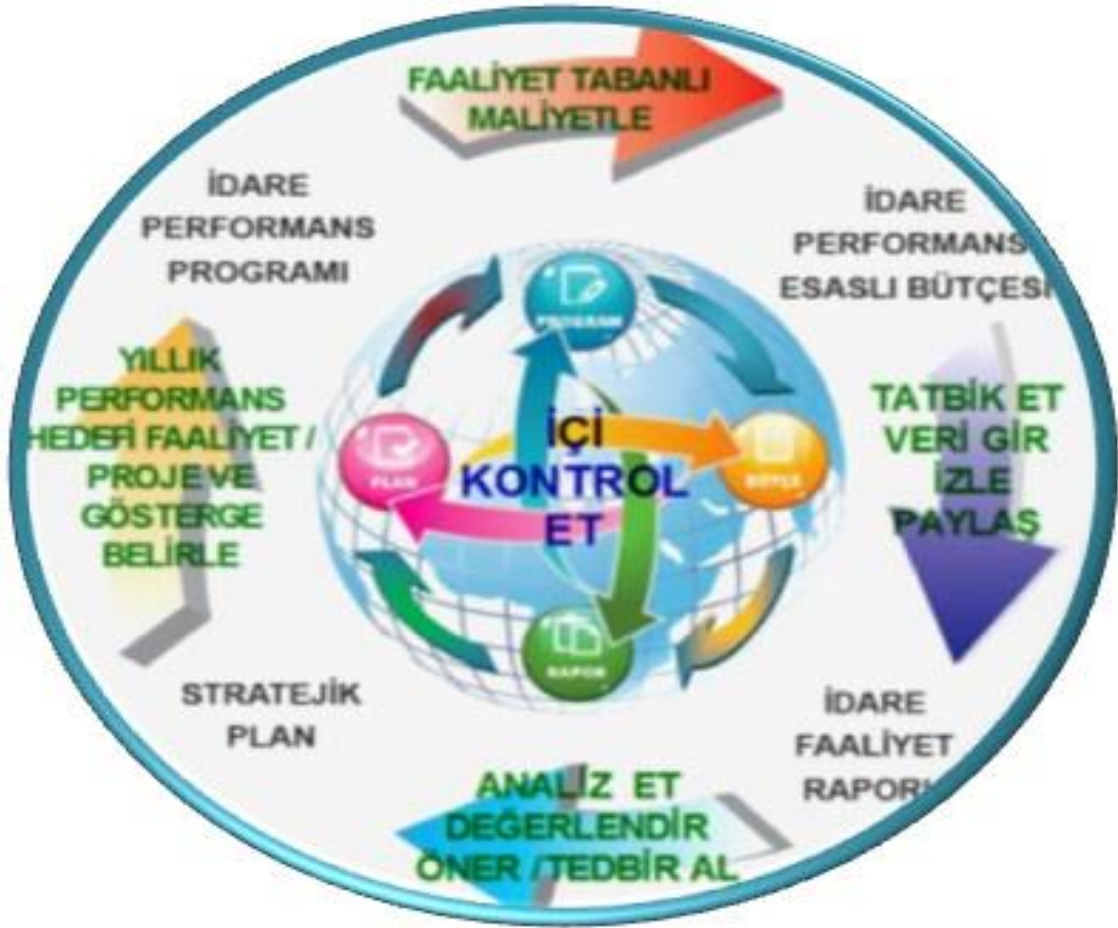 FAALİYET TABANLI
MALİYETLE
İDARE
PERFORMANS
PROGRAMI
İDARE
PERFORMANS
ESASLI BÜTÇESİ
YILLIK
PERFORMANS
HEDEFİ FAALİYET /
PROJE VE
GÖSTERGE
BELİRLE
PROGRAM
PLAN
İÇİ
KONTROL
ET
BÜTÇE
RAPOR
TATBİK ET
VERİ GİR
İZLE
PAYLAŞ
STRATEJİK
PLAN
İDARE
FAALİYET
RAPORU
ANALİZ ET
DEĞERLENDİR
ÖNER / TEDBİR AL